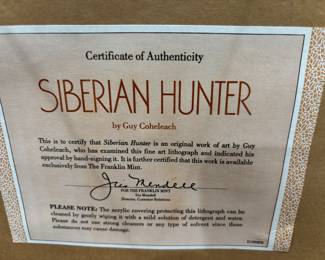 Certificate of Authenticity
SIBERIAN HUNTER
by Guy Coheleach
This is to certify that Siberian Hunter is an original work of art by Guy
Coheleach, who has examined this fine art lithograph and indicated his
approval by hand-signing it. It is further certified that this work is available
exclusively from The Franklin Mint.
FOR THE FRANKLIN MINT
Director, Customer Relations
PLEASE NOTE: The acrylic covering protecting this lithograph can be
cleaned by gently wiping it with a mild solution of detergent and water.
Please do not use strong cleaners or any type of solvent since these
substances may cause damage.